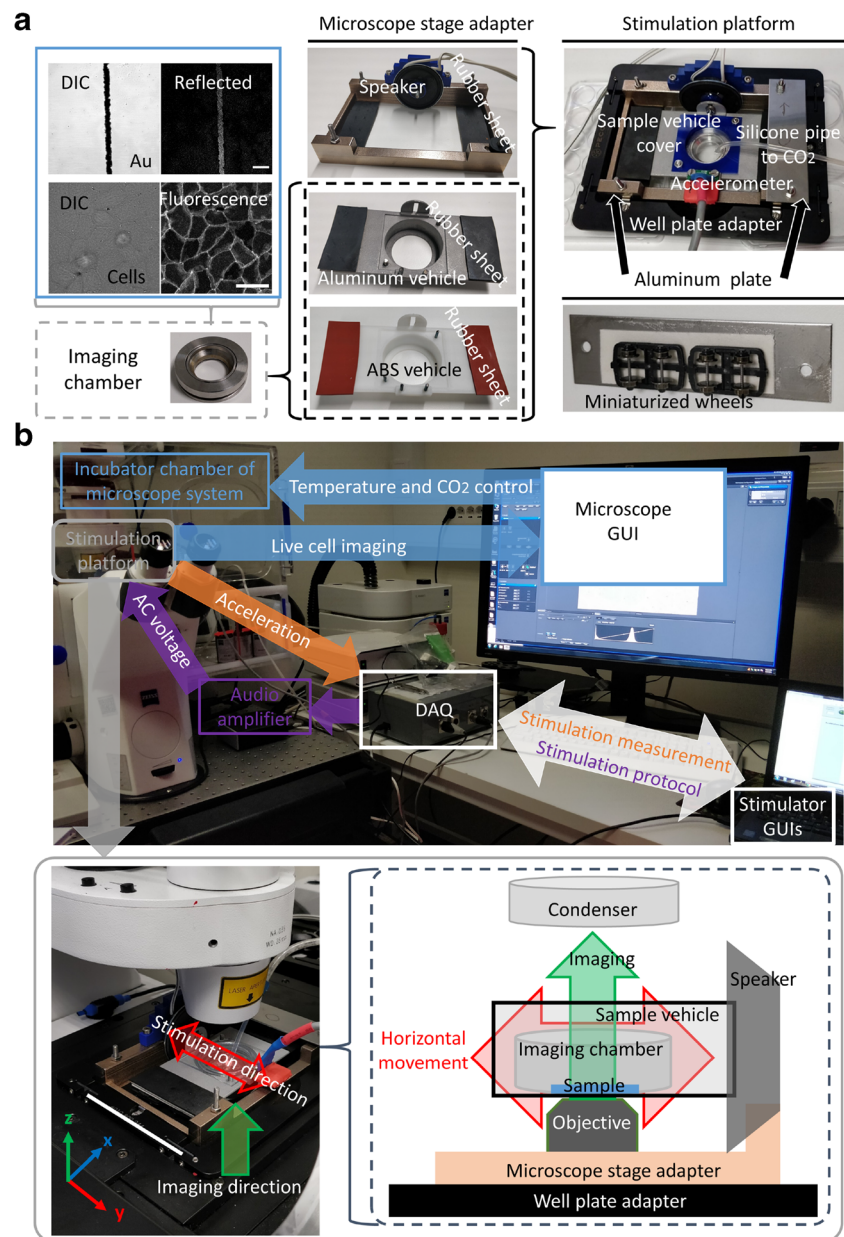 a
Microscope stage adapter
Stimulation platform
DIC
Reflected
Au
DIC
Fluorescence
Cells
Imaging
chamber
Speaker
Rubber sheet
Rubber sheet
Aluminum vehicle
Rubber sheet
Rubber sheet
ABS vehicle
Sample vehicle
cover
Silicone pipe
to CO2
Accelerometer
Well plate adapter
Aluminum plate
Miniaturized wheels
b
Incubator chamber of
microscope system
Temperature and CO2 control
Microscope
GUI
Stimulation
platform
Live cell imaging
Acceleration
AC voltage
Audio
amplifier
DAQ
Stimulation measurement
Stimulation protocol
Stimulator
GUIs
LASER
Stimulation direction
Imaging direction
z
x
y
Condenser
Imaging
Speaker
Sample vehicle
Horizontal
movement
Imaging chamber
Sample
Objective
Microscope stage adapter
Well plate adapter